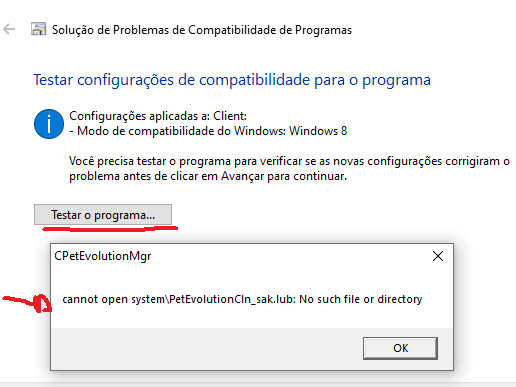 Solução de Problemas de Compatibilidade de Programas
Testar configurações de compatibilidade para o programa
Configurações aplicadas a: Client:
- Modo de compatibilidade do Windows: Windows 8
Você precisa testar o programa para verificar se as novas configurações corrigiram o
problema antes de clicar em Avançar para continuar.
Testar o programa...
CPetEvolutionMgr
cannot open system\PetEvolutionCln_sak.lub: No such file or directory
OK